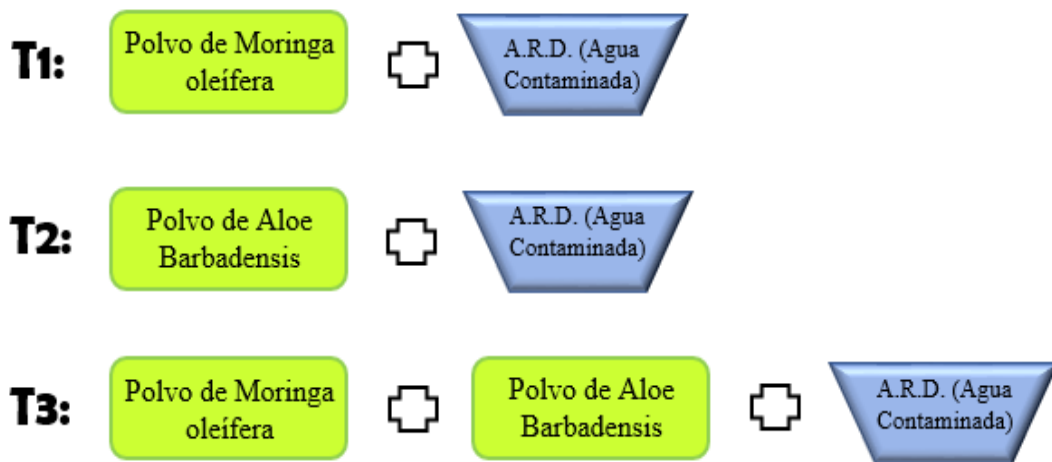 T1:
Polvo de Moringa
oleífera
A.R.D. (Agua
Contaminada)
T2:
Polvo de Aloe
Barbadensis
A.R.D. (Agua
Contaminada)
T3:
Polvo de Moringa
oleífera
Polvo de Aloe
Barbadensis
A.R.D. (Agua
Contaminada)